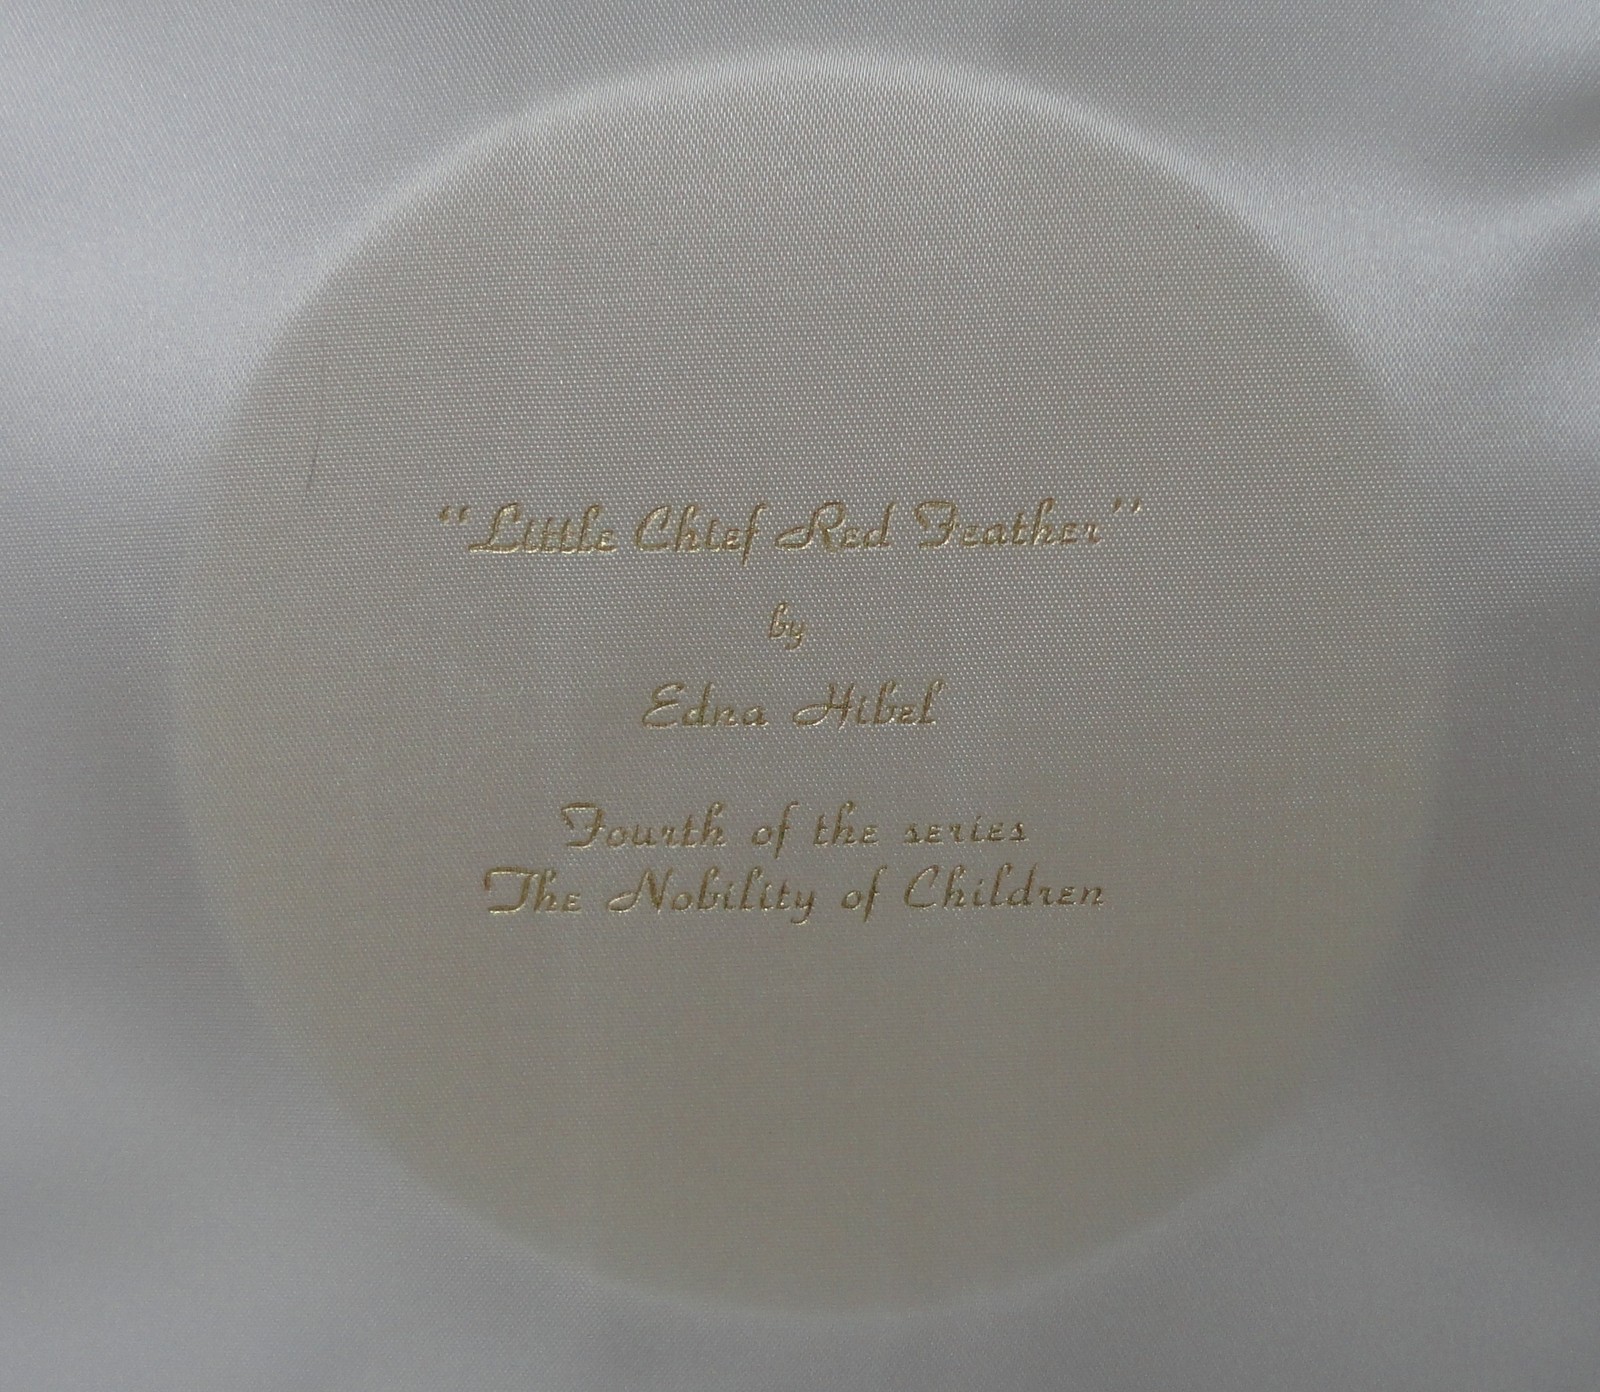 “Little Chief Red Feather”
by
Edna Hibel
Fourth of the series
The Nobility of Children